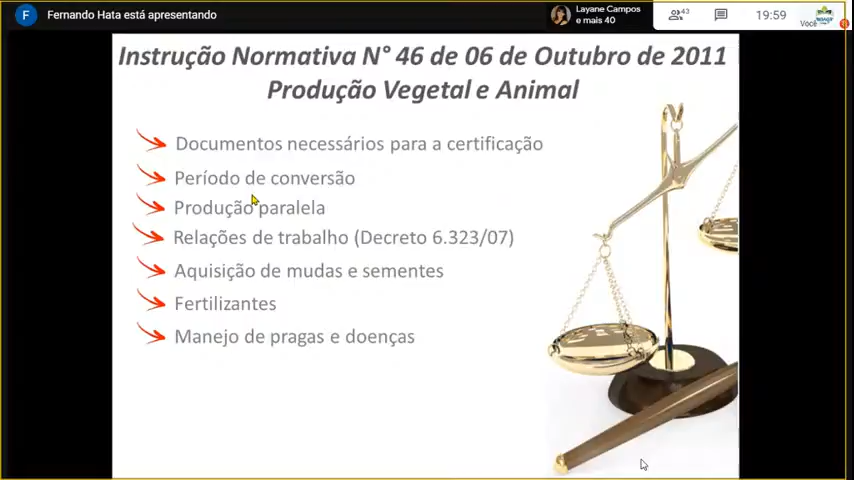 F
Fernando Hata está apresentando
Layane Campos
e mais 40
43
19:59
Você
Instrução Normativa N° 46 de 06 de Outubro de 2011
Produção Vegetal e Animal
Documentos necessários para a certificação
Período de conversão
Produção paralela
Relações de trabalho (Decreto 6.323/07)
Aquisição de mudas e sementes
Fertilizantes
Manejo de pragas e doenças